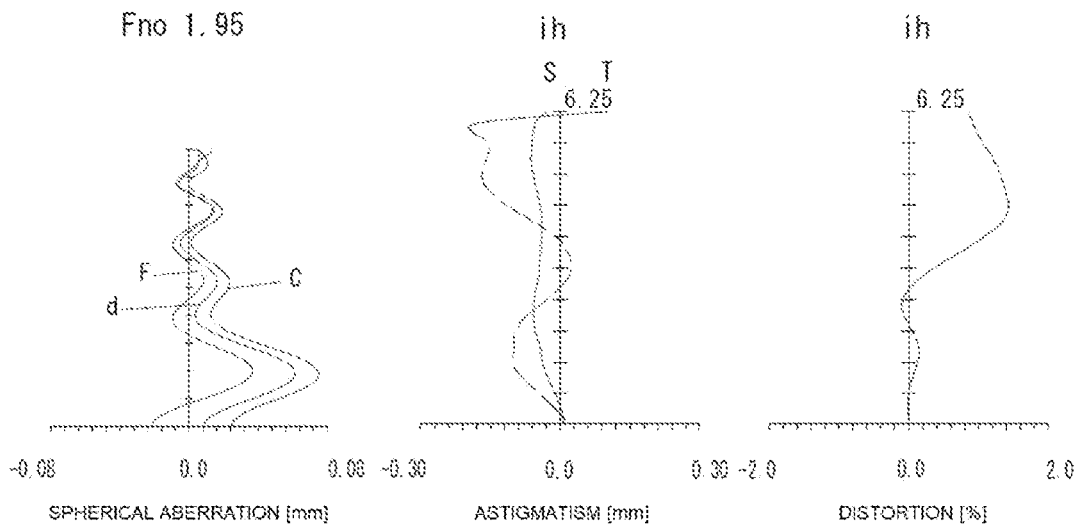 Fno 1.95 ih ih
S T
6.25 6.25
F
C
d
-0.08 0.0 0.08 -0.30 0.0 0.30 -2.0 0.0 2.0
SPHERICAL ABERRATION [mm] ASTIGMATISM [mm] DISTORTION [%]